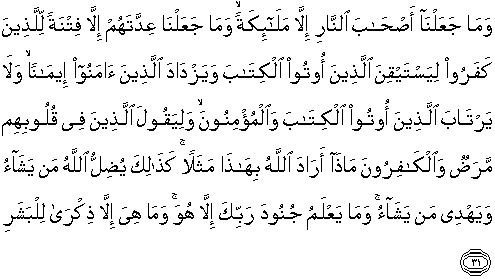 وَمَا جَعَلْنَآ أَصْحَـٰبَ ٱلنَّارِ إِلَّا مَلَـٰٓئِكَةً ۙ وَمَا جَعَلْنَا عِدَّتَهُمْ إِلَّا فِتْنَةً لِّلَّذِينَ
كَفَرُوا۟ لِيَسْتَيْقِنَ ٱلَّذِينَ أُوتُوا۟ ٱلْكِتَـٰبَ وَيَزْدَادَ ٱلَّذِينَ ءَامَنُوٓا۟ إِيمَـٰنًا ۙ وَلَا
يَرْتَابَ ٱلَّذِينَ أُوتُوا۟ ٱلْكِتَـٰبَ وَٱلْمُؤْمِنُونَ ۙ وَلِيَقُولَ ٱلَّذِينَ فِى قُلُوبِهِم
مَّرَضٌ وَٱلْكَـٰفِرُونَ مَاذَآ أَرَادَ ٱللَّهُ بِهَـٰذَا مَثَلًا ۚ كَذَٰلِكَ يُضِلُّ ٱللَّهُ مَن يَشَآءُ
وَيَهْدِى مَن يَشَآءُ ۚ وَمَا يَعْلَمُ جُنُودَ رَبِّكَ إِلَّا هُوَ ۚ وَمَا هِىَ إِلَّا ذِكْرَىٰ لِلْبَشَرِ
٣١